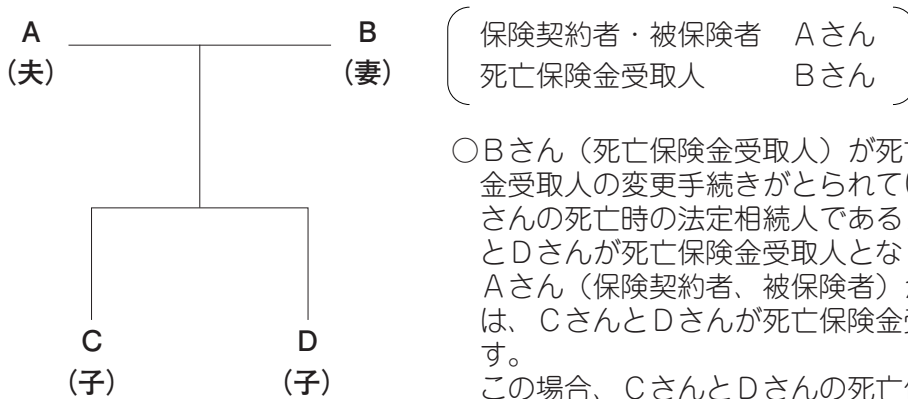 A
(夫)
B
(妻)
C
(子)
D
(子)
保険契約者・被保険者 Aさん
死亡保険金受取人 Bさん
○Bさん（死亡保険金受取人）が死亡
金受取人の変更手続きがとられてい
さんの死亡時の法定相続人である
とDさんが死亡保険金受取人とな
Aさん（保険契約者、被保険者）
は、CさんとDさんが死亡保険金
す。
この場合、CさんとDさんの死亡